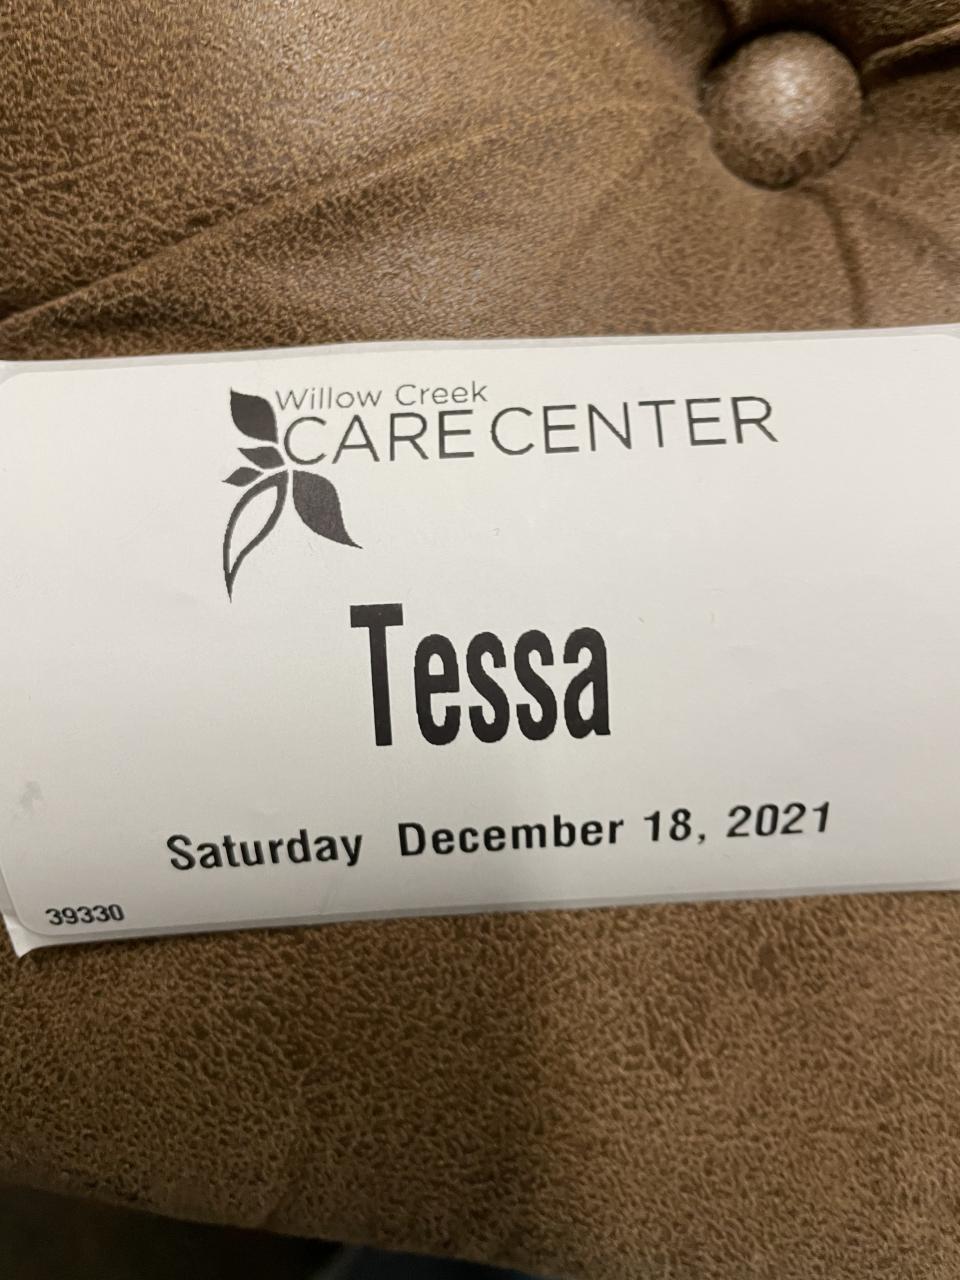 Willow Creek
CARE CENTER
Tessa
Saturday December 18, 2021
39330